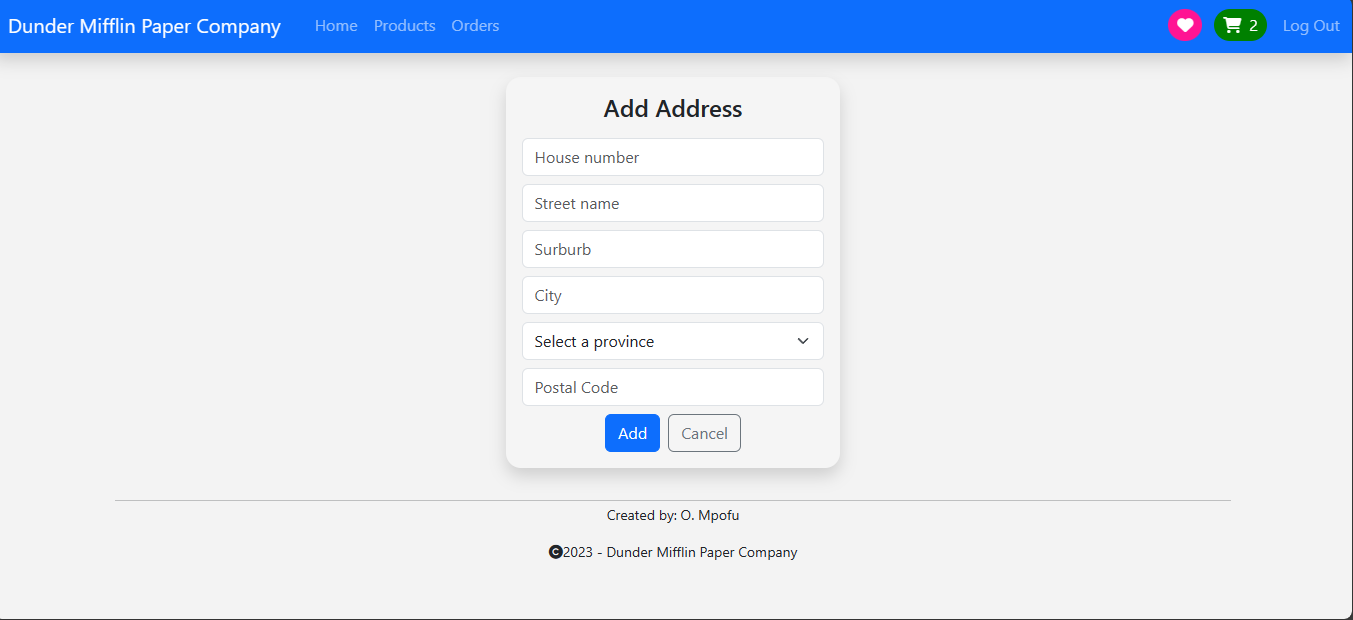 Dunder Mifflin Paper Company Home Products Orders 2 Log Out
Add Address
House number
Street name
Surburb
City
Select a province
Postal Code
Add Cancel
Created by: O. Mpofu
©2023 - Dunder Mifflin Paper Company